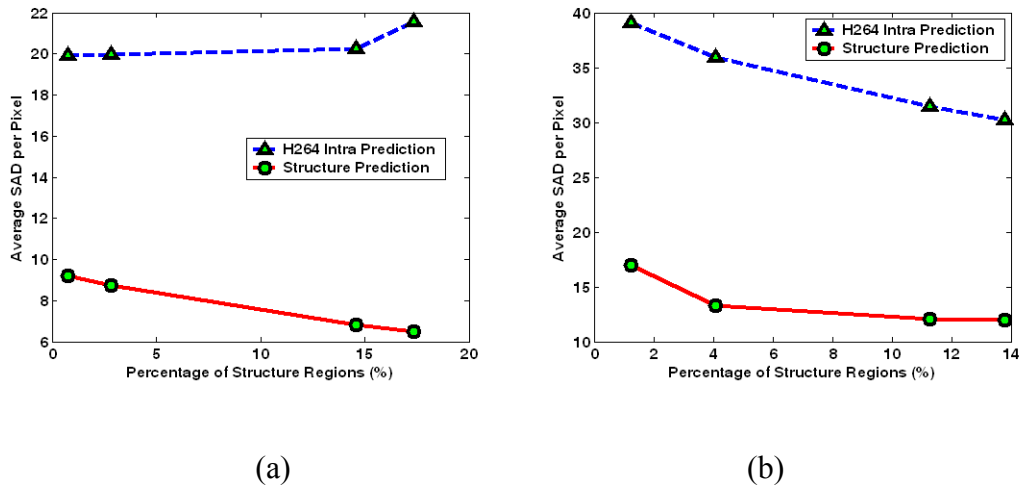 22
20
18
16
14
12
10
8
6
0
5
10
15
20
Average SAD per Pixel
Percentage of Structure Regions (%)
H264 Intra Prediction
Structure Prediction
(a)
40
35
30
25
20
15
10
0
2
4
6
8
10
12
14
Average SAD per Pixel
Percentage of Structure Regions (%)
H264 Intra Prediction
Structure Prediction
(b)